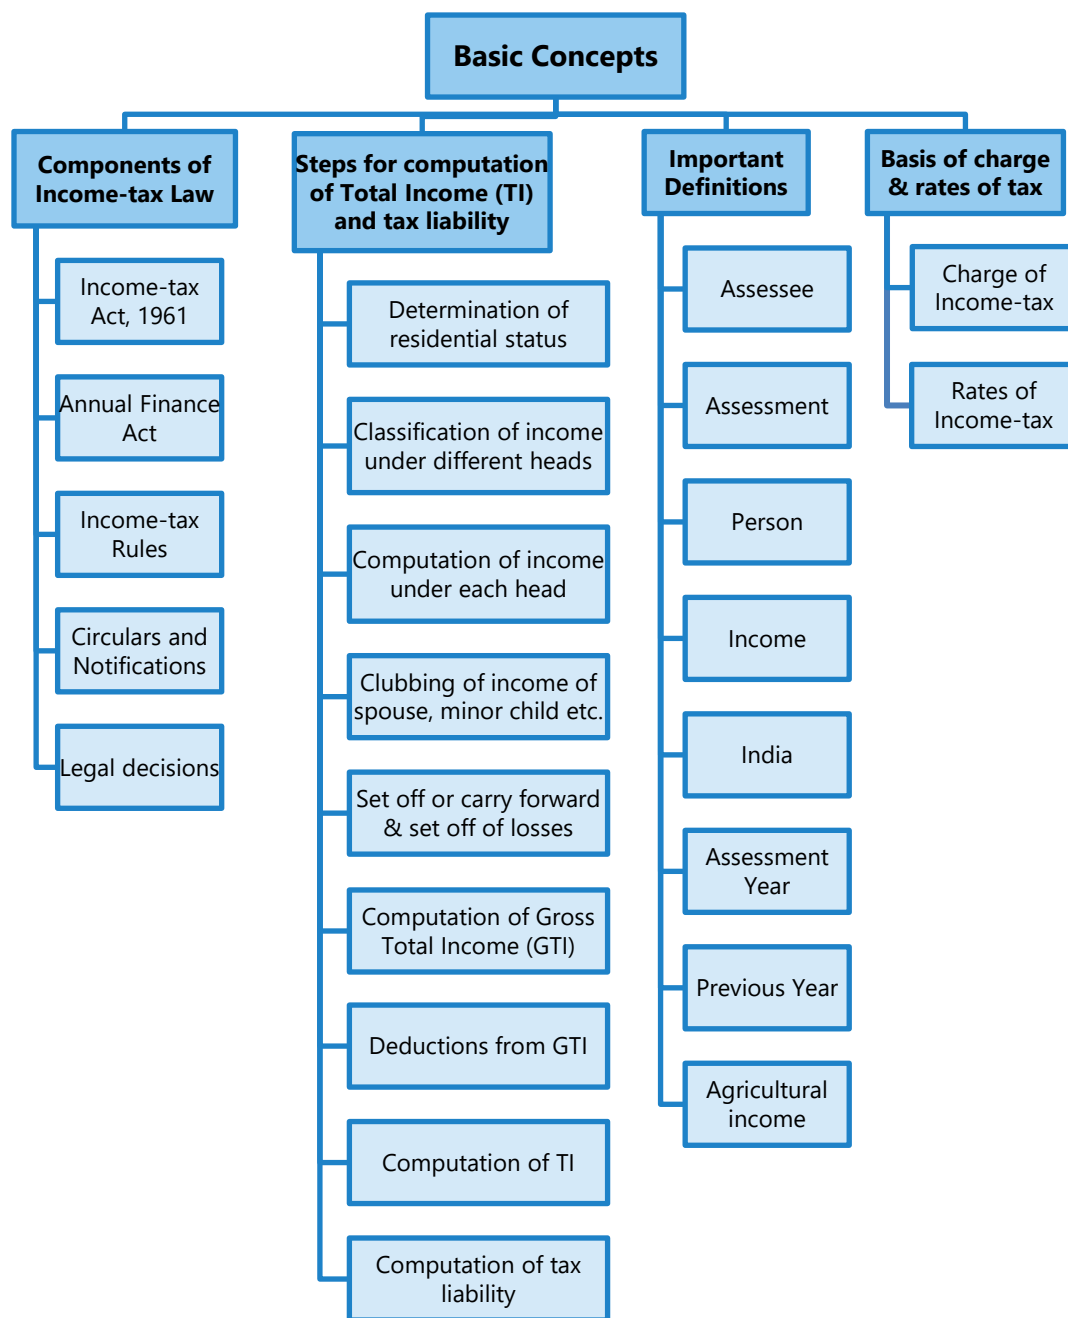 Basic Concepts
Components of
Income-tax Law
Income-tax
Act, 1961
Annual Finance
Act
Income-tax
Rules
Circulars and
Notifications
Legal decisions
Steps for computation
of Total Income (TI)
and tax liability
Determination of
residential status
Classification of income
under different heads
Computation of income
under each head
Clubbing of income of
spouse, minor child etc.
Set off or carry forward
& set off of losses
Computation of Gross
Total Income (GTI)
Deductions from GTI
Computation of TI
Computation of tax
liability
Important
Definitions
Assessee
Assessment
Person
Income
India
Assessment
Year
Previous Year
Agricultural
income
Basis of charge
& rates of tax
Charge of
Income-tax
Rates of
Income-tax